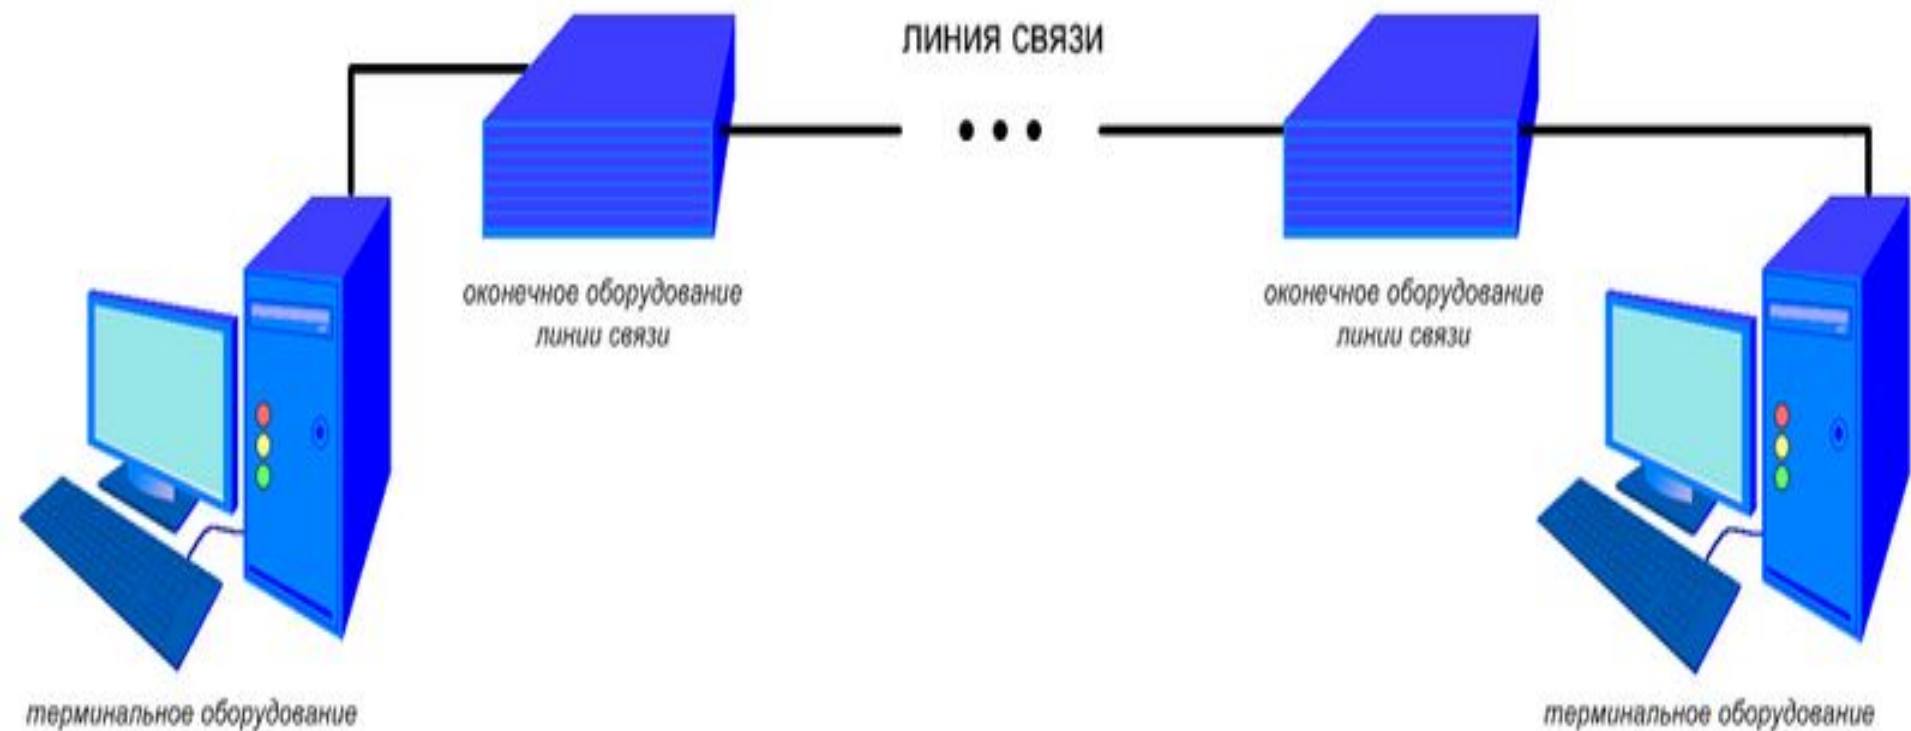 линия связи
оконечное оборудование
линии связи
оконечное оборудование
линии связи
терминальное оборудование
терминальное оборудование